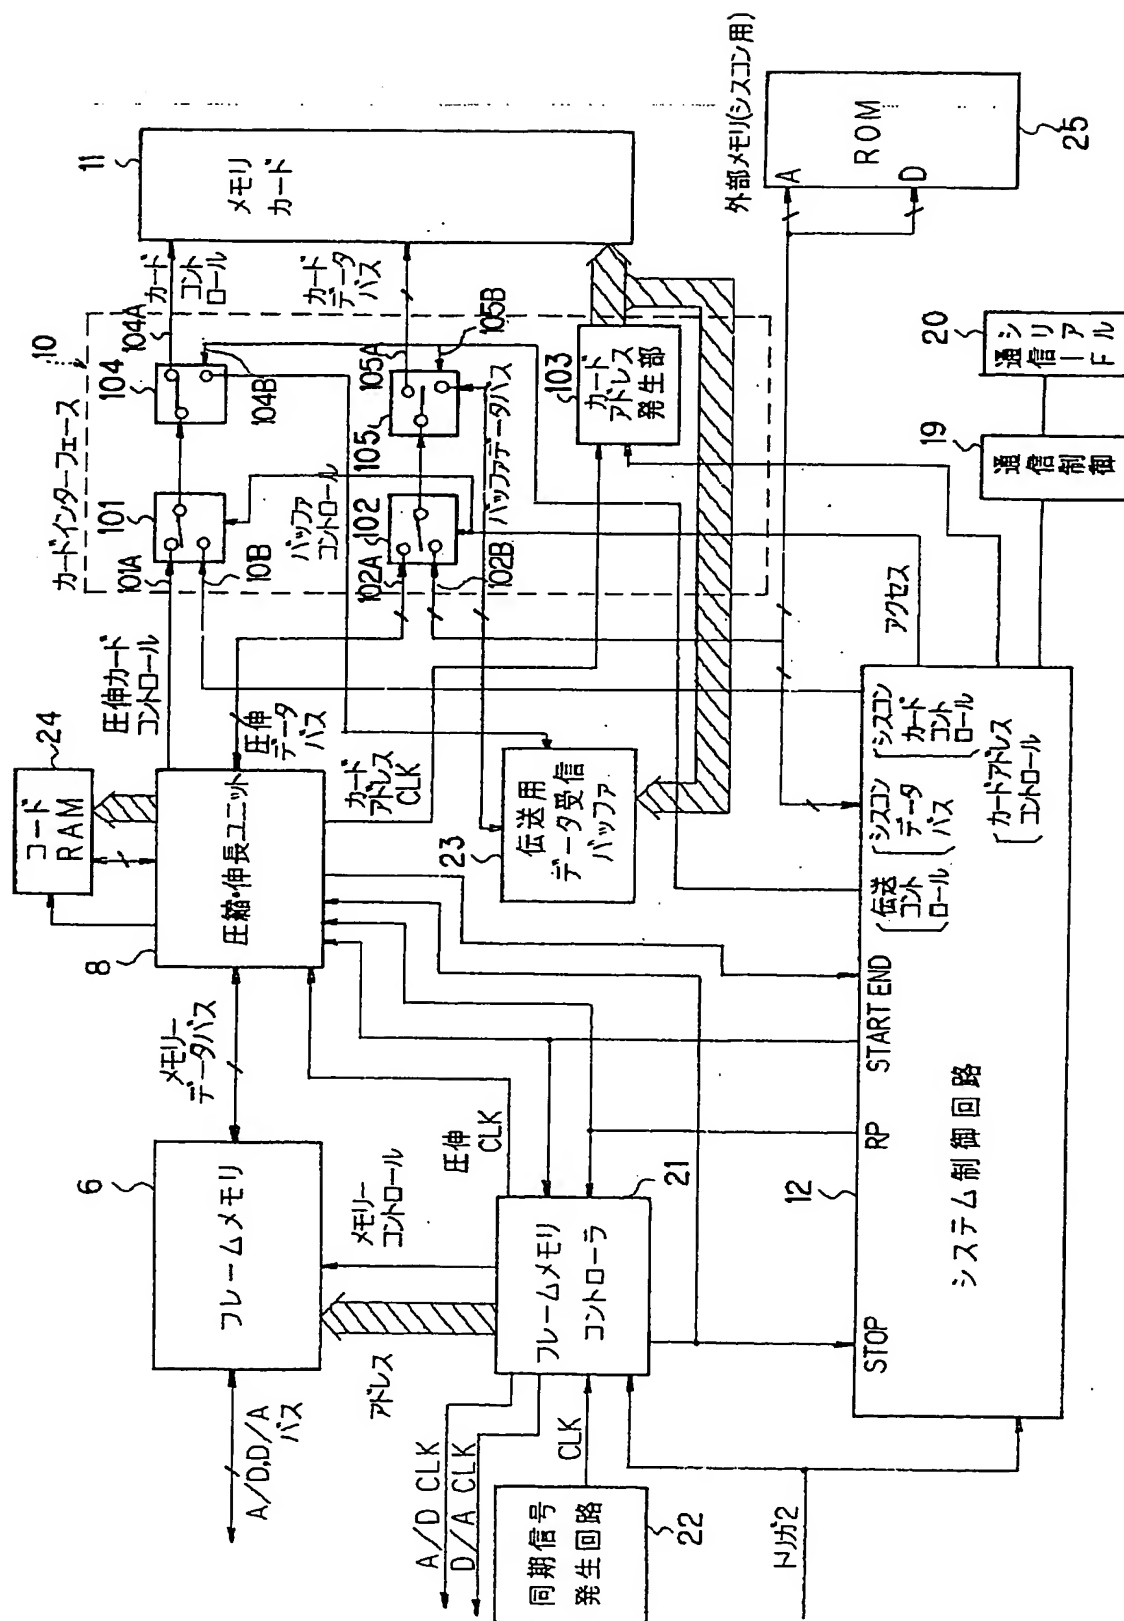 A/D,D/A
バス
6
フレームメモリ
メモリー
データバス
アドレス
メモリー
コントロール
A/D CLK
D/A CLK
CLK
圧伸
CLK
同期信号
発生回路
22
フレームメモリ
コントローラ
21
トリガ2
8
圧縮・伸長ユニット
24
コード
RAM
圧伸カード
コントロール
圧伸
データ
バス
カード
アドレス
CLK
23
伝送用
データ受信
バッファ
カードインターフェース
10
101A
101
101B
バッファ
コントロール
102A
102
102B
104
104A
104B
105
105A
105B
バッファデータバス
103
カード
アドレス
発生部
カード
コント
ロール
カード
データ
バス
11
メモリ
カード
12
システム制御回路
STOP
RP
START
END
伝送
コント
ロール
シスコン
データ
バス
シスコン
カード
コント
ロール
カードアドレス
コントロール
アクセス
19
通信制御
20
シリアル
通信 F
外部メモリ(シスコン用)
A
D
ROM
25